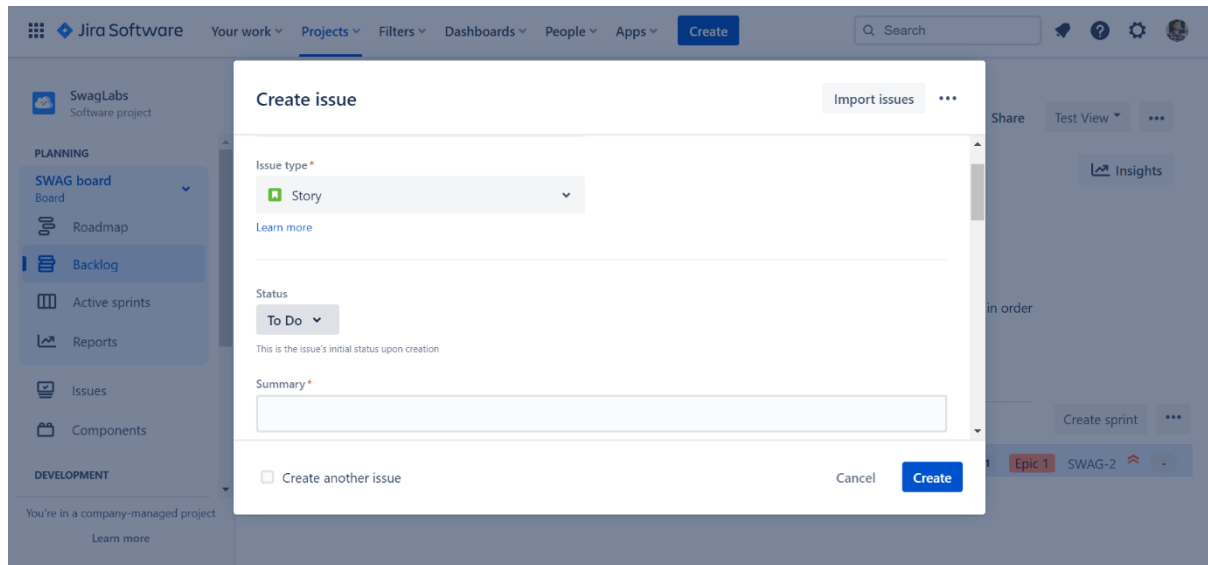 Jira Software Your work Projects Filters Dashboards People Apps Create Search
SwagLabs
Software project
PLANNING
SWAG board
Board
Roadmap
Backlog
Active sprints
Reports
Issues
Components
DEVELOPMENT
You're in a company-managed project
Learn more
Create issue Import issues
Issue type*
Story
Learn more
Status
To Do
This is the issue's initial status upon creation
Summary*
Create another issue Cancel Create
Share Test View
Insights
in order
Create sprint
1 Epic 1 SWAG-2 -